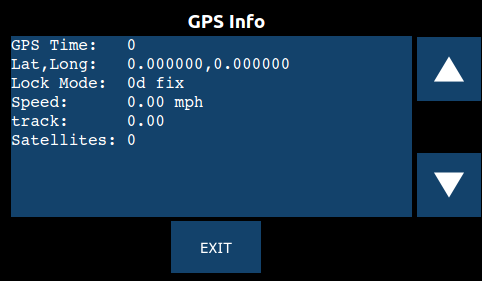 GPS Info
GPS Time: 0
Lat,Long: 0.000000,0.000000
Lock Mode: 0d fix
Speed: 0.00 mph
track: 0.00
Satellites: 0
EXIT